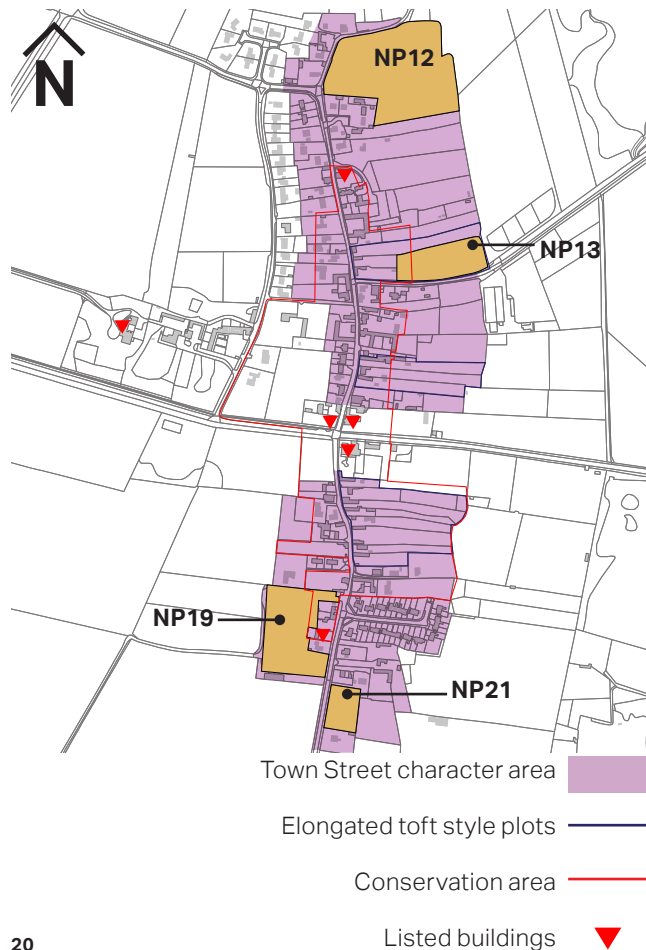 N
NP12
NP13
NP19
NP21
Town Street character area
Elongated toft style plots
Conservation area
Listed buildings
20